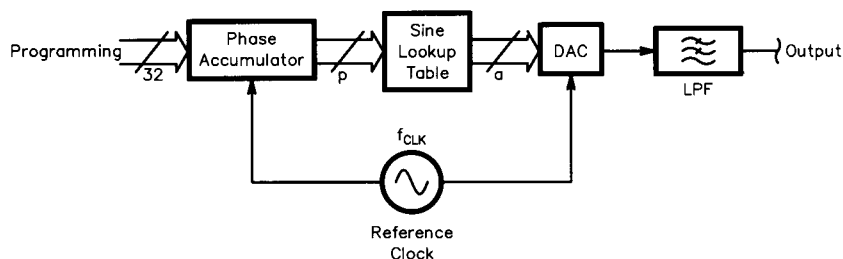 Programming
32
Phase
Accumulator
p
Sine
Lookup
Table
a
DAC
LPF
Output
fCLK
Reference
Clock